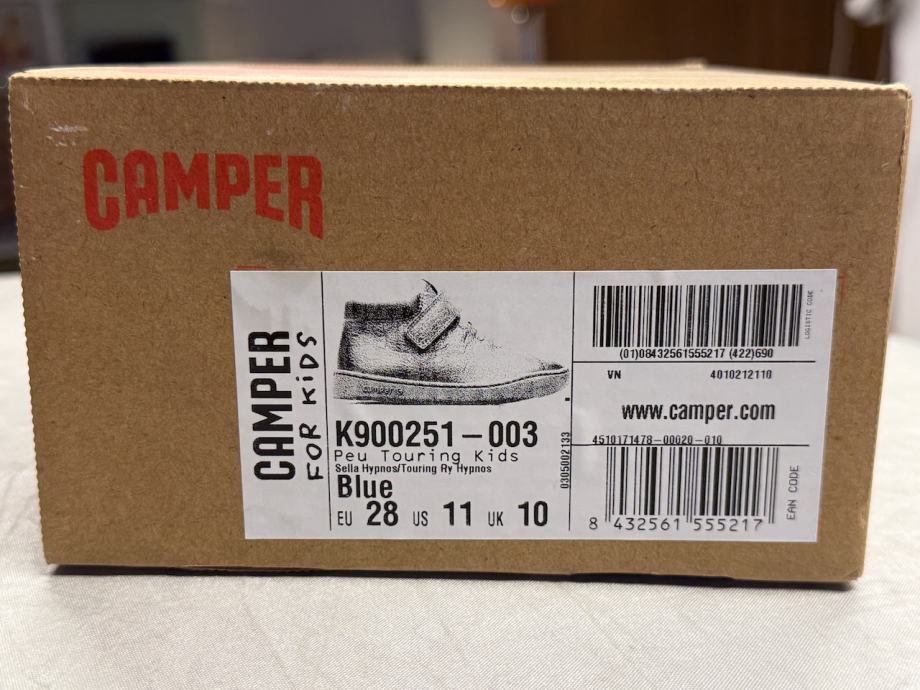 CAMPER
CAMPER
FOR KiDS
K900251-003
Peu Touring Kids
Sella Hypnos/Touring Ry Hypnos
Blue
EU 28 US 11 UK 10
0305002133
LOGISTIC CODE
(01)08432561555217 (422)690
VN 4010212110
www.camper.com
4510171478-00020-010
EAN CODE
8 432561 555217